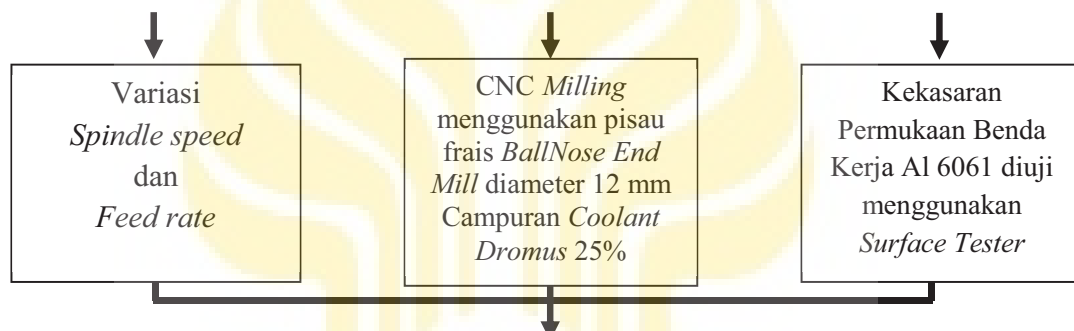 Variasi
Spindle speed
dan
Feed rate
CNC Milling
menggunakan pisau
frais BallNose End
Mill diameter 12 mm
Campuran Coolant
Dromus 25%
Kekasaran
Permukaan Benda
Kerja Al 6061 diuji
menggunakan
Surface Tester